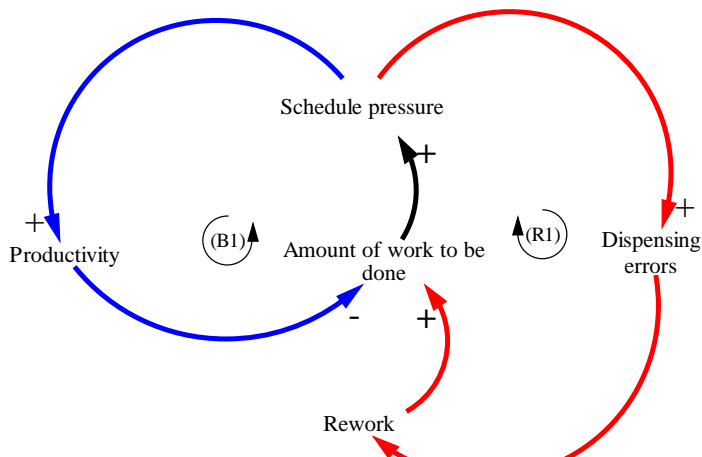 Schedule pressure
+
+
+
Productivity
(B1)
Amount of work to be
done
(R1)
Dispensing
errors
-
+
Rework